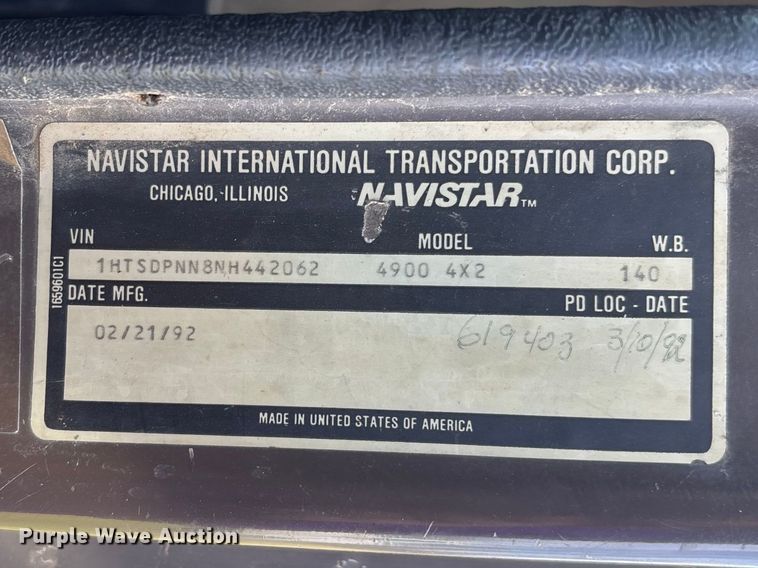 NAVISTAR INTERNATIONAL TRANSPORTATION CORP.
CHICAGO, ILLINOIS NAVISTAR™
VIN MODEL W.B.
1HTSDPNN8NH442062 4900 4X2 140
1659601C1
DATE MFG. PD LOC - DATE
02/21/92 619403 3/10/92
MADE IN UNITED STATES OF AMERICA
Purple Wave Auction